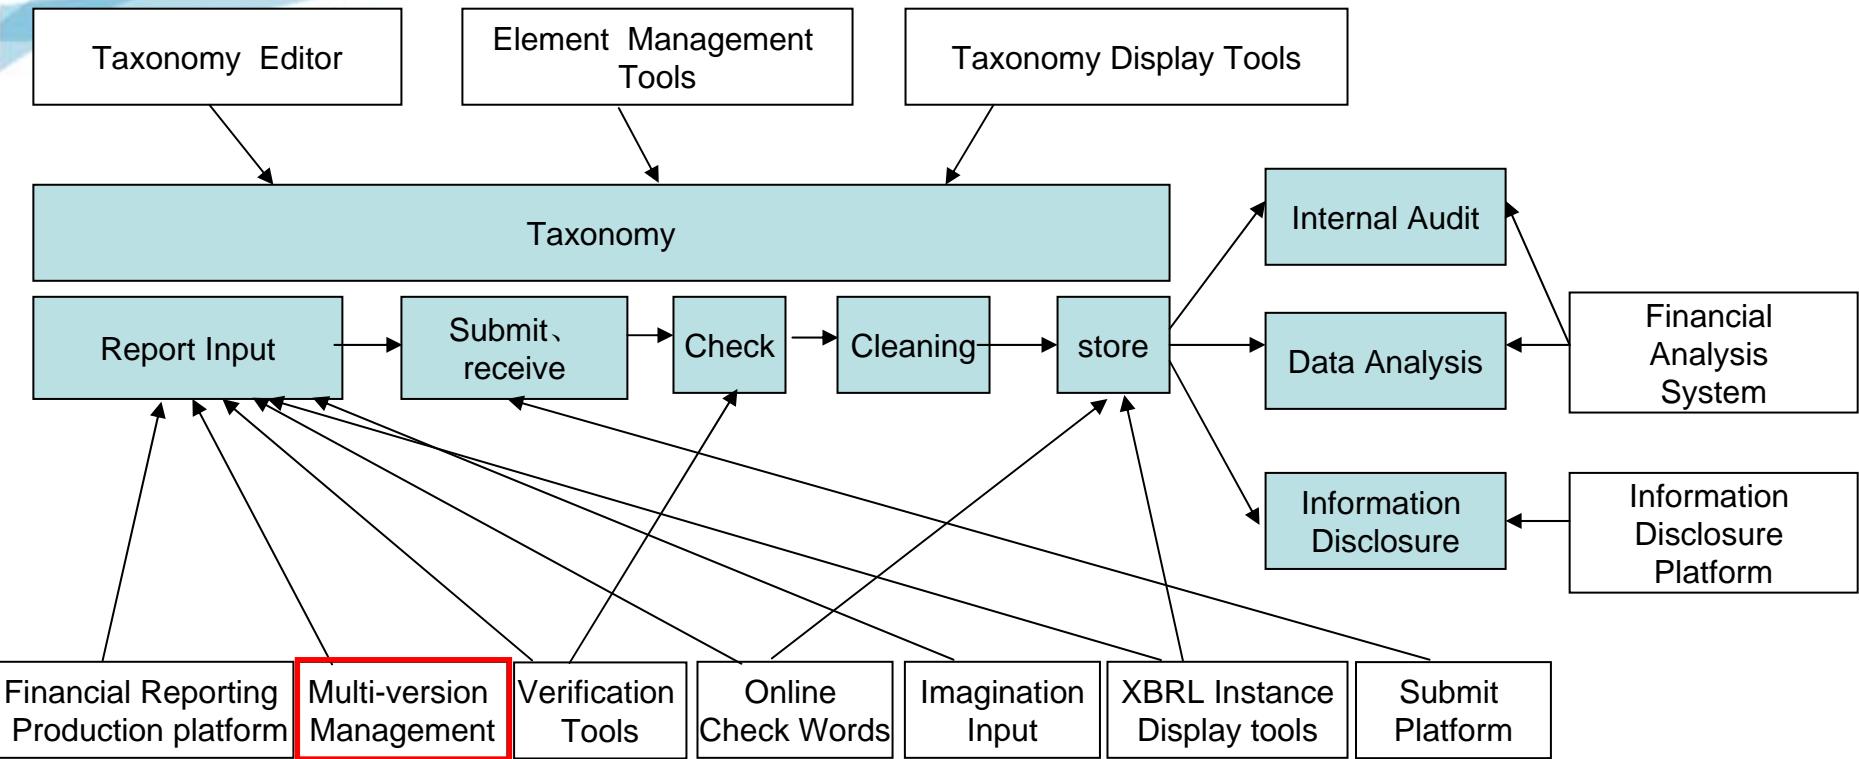 Taxonomy Editor
Element Management
Tools
Taxonomy Display Tools
Taxonomy
Internal Audit
Report Input
Submit、
receive
Check
Cleaning
store
Data Analysis
Financial
Analysis
System
Information
Disclosure
Information
Disclosure
Platform
Financial Reporting
Production platform
Multi-version
Management
Verification
Tools
Online
Check Words
Imagination
Input
XBRL Instance
Display tools
Submit
Platform